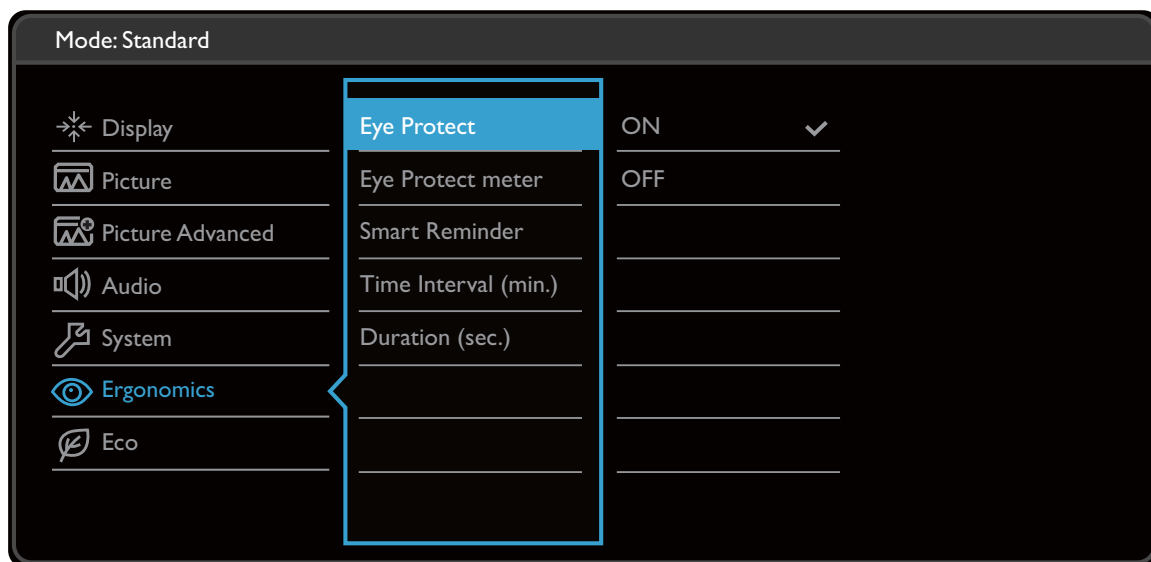 Mode: Standard
Display
Picture
Picture Advanced
Audio
System
Ergonomics
Eco
Eye Protect
Eye Protect meter
Smart Reminder
Time Interval (min.)
Duration (sec.)
ON
OFF